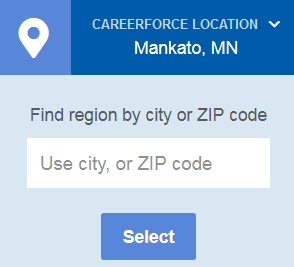 CAREERFORCE LOCATION
Mankato, MN
Find region by city or ZIP code
Use city, or ZIP code
Select